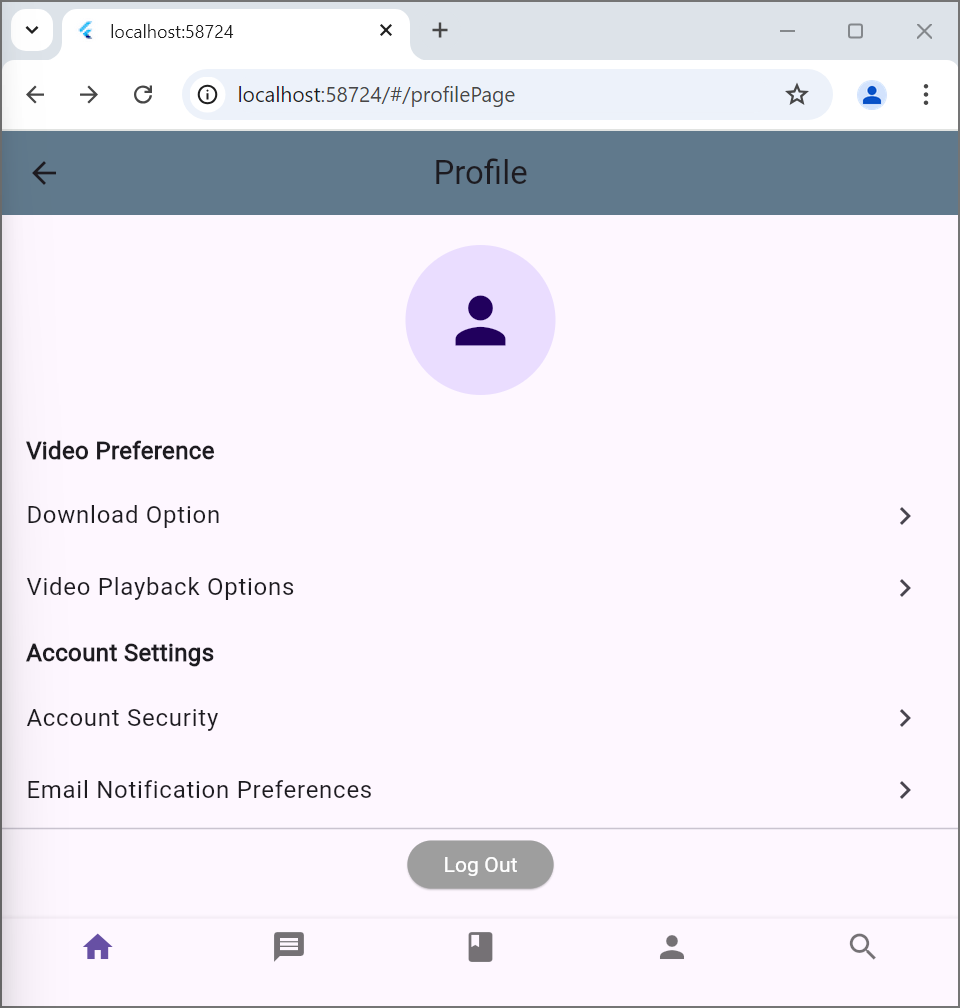 localhost:58724
localhost:58724/#/profilePage
Profile
Video Preference
Download Option
Video Playback Options
Account Settings
Account Security
Email Notification Preferences
Log Out